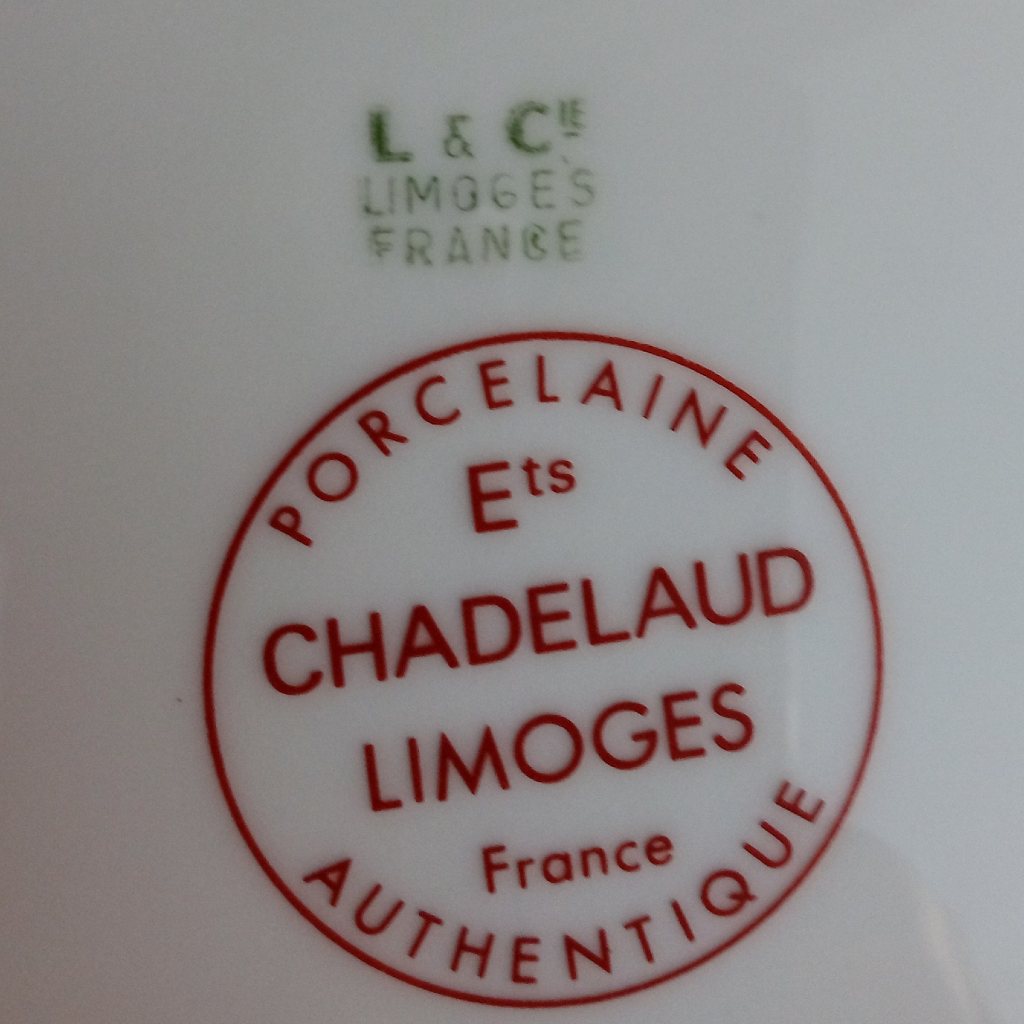 L & Cie
LIMOGES
FRANCE
PORCELAINE
Ets
CHADELAUD
LIMOGES
France
AUTHENTIQUE